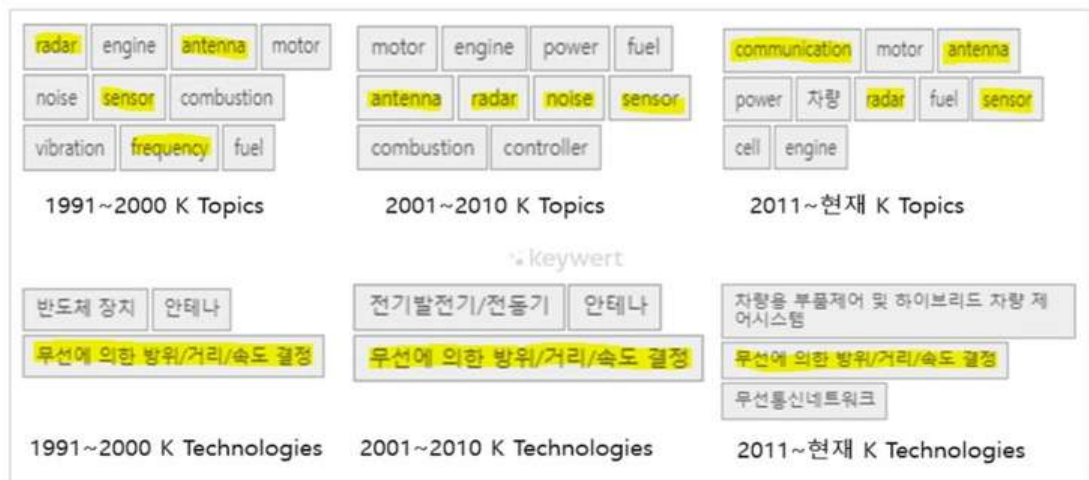 radar engine antenna motor
noise sensor combustion
vibration frequency fuel
1991~2000 K Topics
motor engine power fuel
antenna radar noise sensor
combustion controller
2001~2010 K Topics
communication motor antenna
power 차량 radar fuel sensor
cell engine
2011~현재 K Topics
keywert
반도체 장치 안테나
무선에 의한 방위/거리/속도 결정
1991~2000 K Technologies
전기발전기/전동기 안테나
무선에 의한 방위/거리/속도 결정
2001~2010 K Technologies
차량용 부품제어 및 하이브리드 차량 제
어시스템
무선에 의한 방위/거리/속도 결정
무선통신네트워크
2011~현재 K Technologies